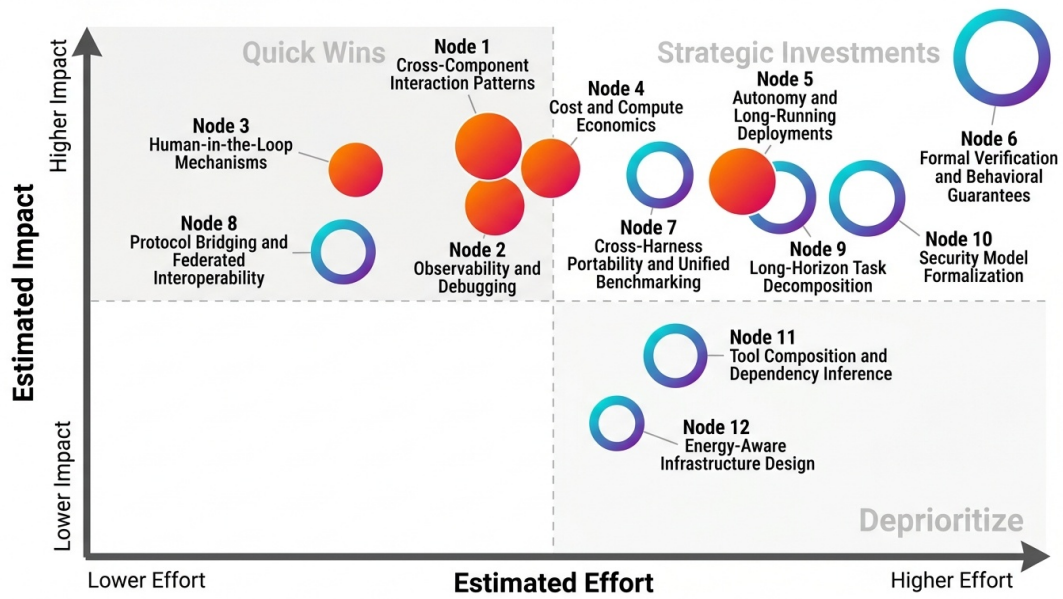 Quick Wins
Strategic Investments
Higher Impact
Node 1
Cross-Component
Interaction Patterns
Node 4
Cost and Compute
Economics
Node 5
Autonomy and
Long-Running
Deployments
Node 3
Human-in-the-Loop
Mechanisms
Node 6
Formal Verification
and Behavioral
Guarantees
Node 8
Protocol Bridging and
Federated
Interoperability
Node 2
Observability and
Debugging
Node 7
Cross-Harness
Portability and Unified
Benchmarking
Node 9
Long-Horizon Task
Decomposition
Node 10
Security Model
Formalization
Estimated Impact
Node 11
Tool Composition and
Dependency Inference
Node 12
Energy-Aware
Infrastructure Design
Lower Impact
Deprioritize
Lower Effort
Estimated Effort
Higher Effort